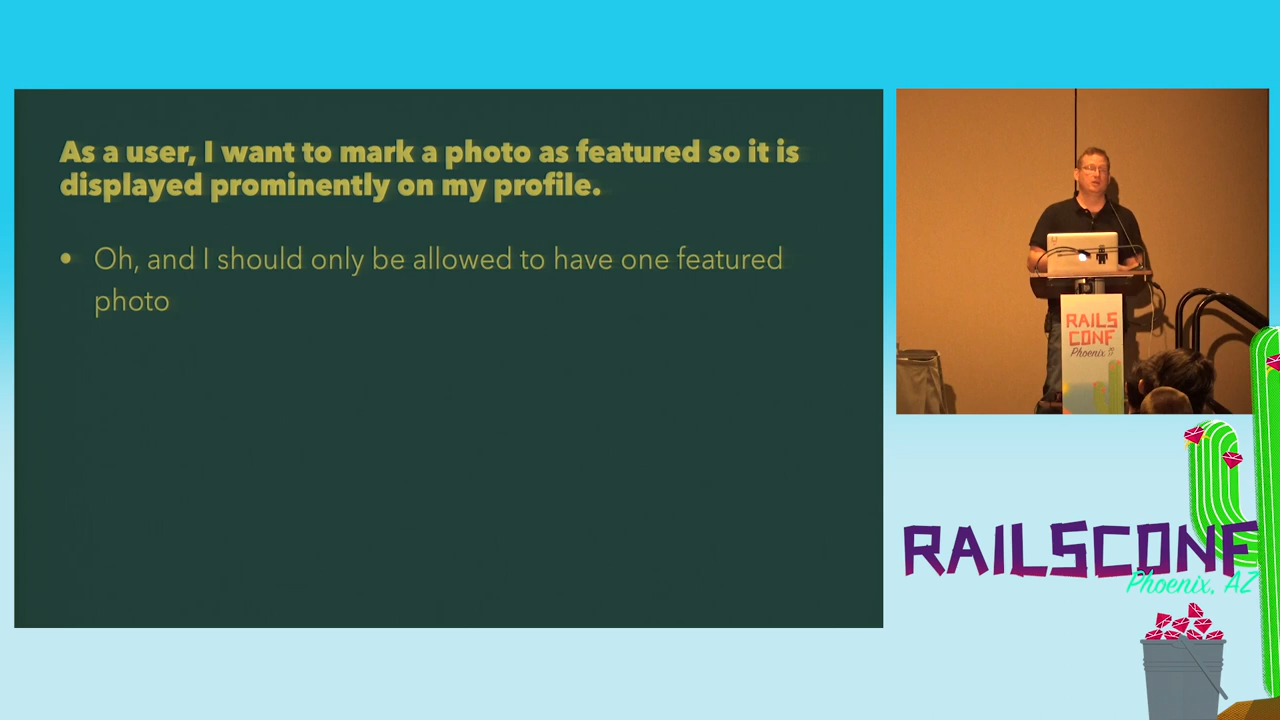 As a user, I want to mark a photo as featured so it is
displayed prominently on my profile.
• Oh, and I should only be allowed to have one featured
photo
RAILS
CONF
Phoenix
RAILSCONF
Phoenix, AZ